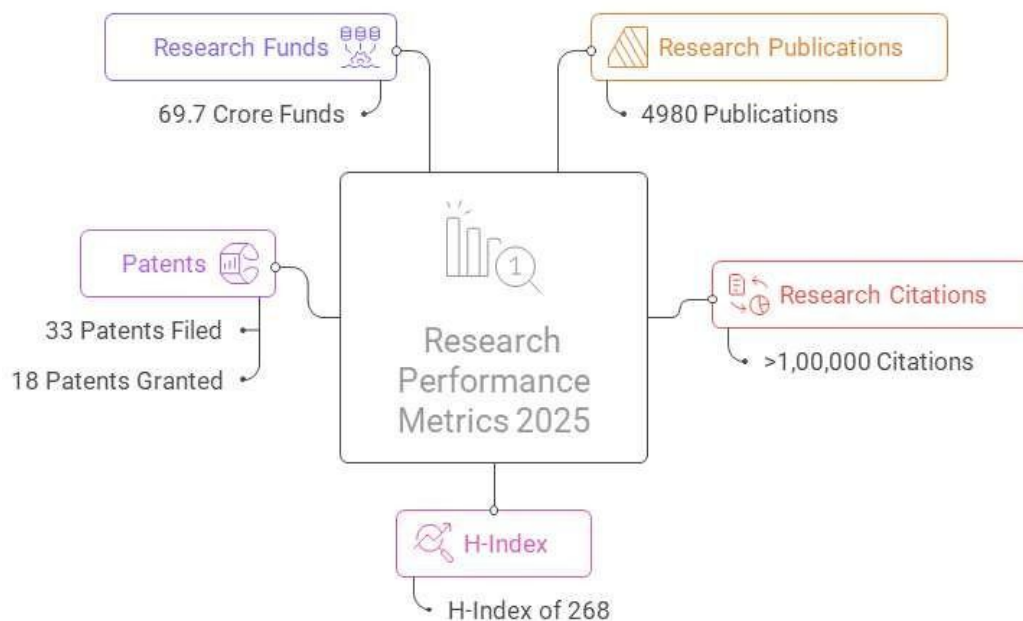 Research Funds
69.7 Crore Funds
Research Publications
4980 Publications
Patents
33 Patents Filed
18 Patents Granted
1
Research
Performance
Metrics 2025
Research Citations
>1,00,000 Citations
H-Index
H-Index of 268